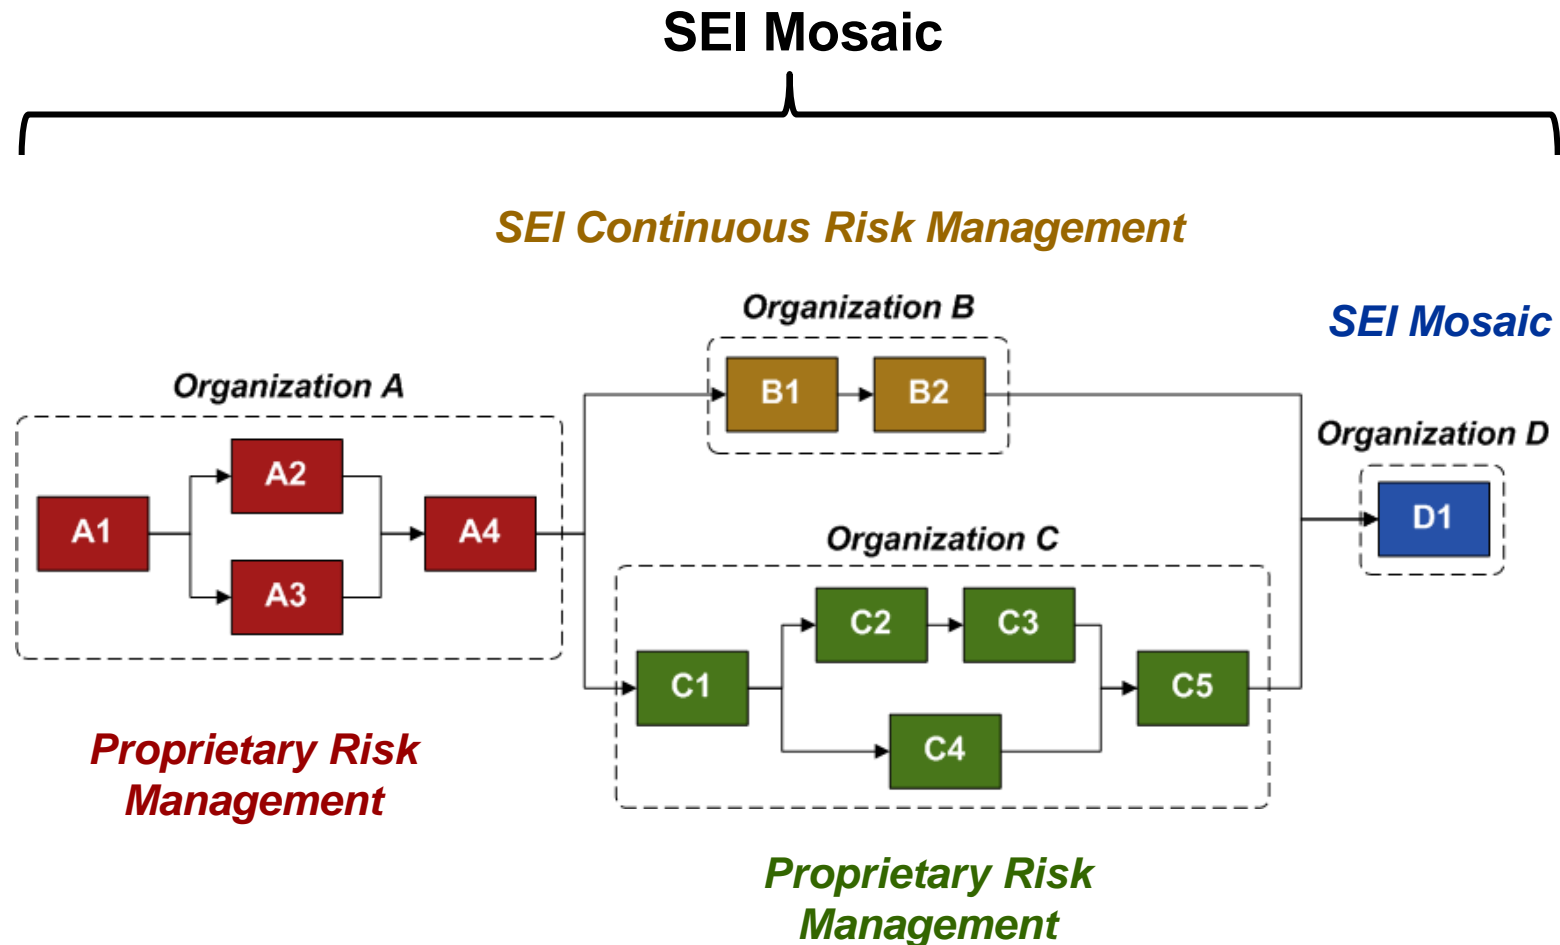 SEI Mosaic
SEI Continuous Risk Management
Organization B
SEI Mosaic
Organization A
B1
B2
Organization D
A2
A1
A4
D1
A3
Organization C
C2
C3
C1
C5
C4
Proprietary Risk
Management
Proprietary Risk
Management